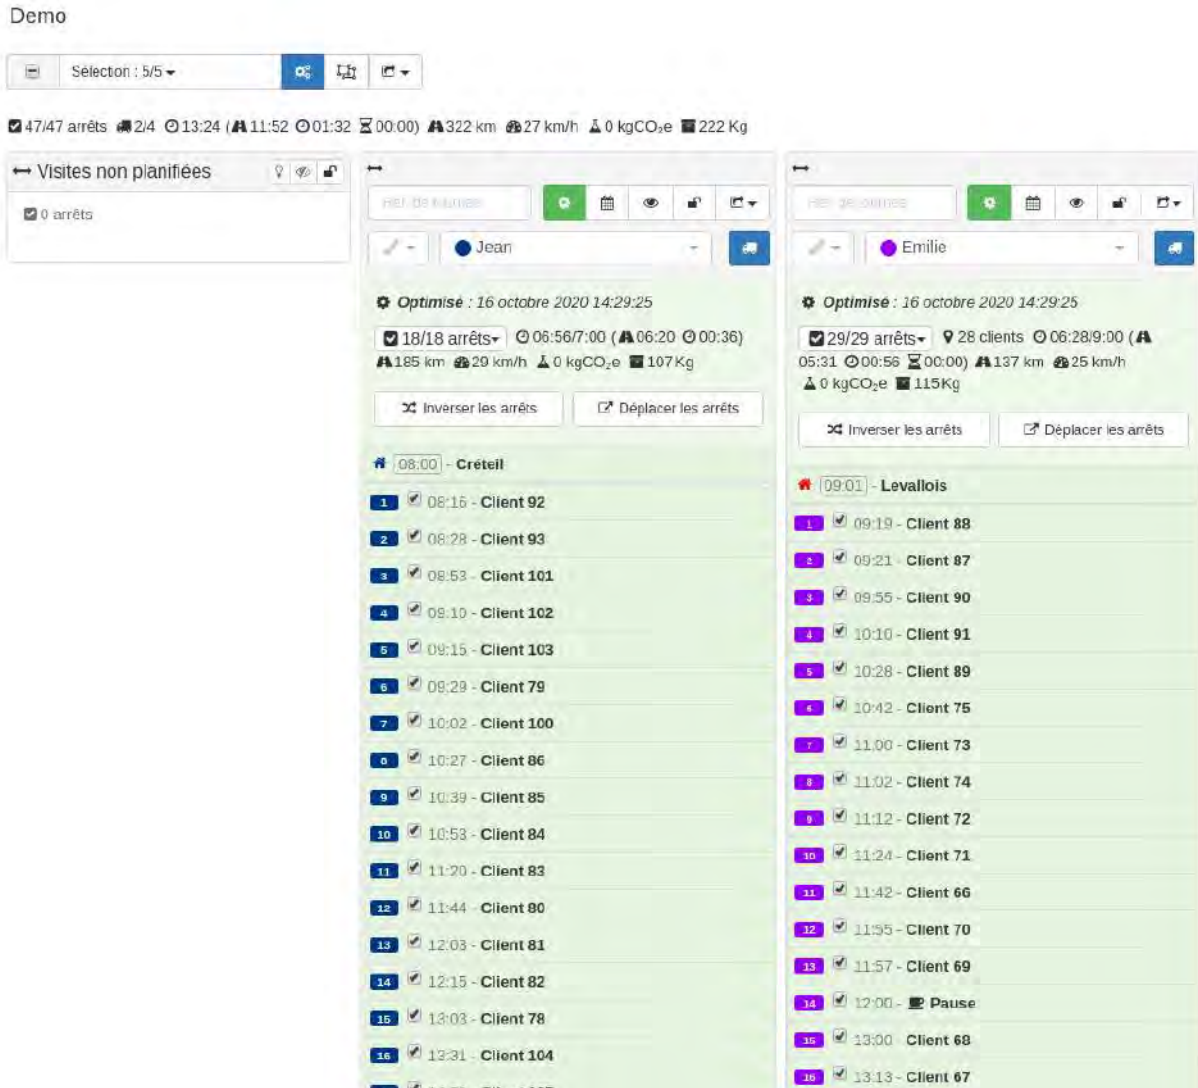 Demo
Sélection : 5/5
47/47 arrêts 2/4 13:24 ( 11:52 01:32 00:00) 322 km 27 km/h 0 kgCO₂e 222 Kg
Visites non planifiées
0 arrêts
Jean
Optimisé : 16 octobre 2020 14:29:25
18/18 arrêts 06:56/7:00 ( 06:20 00:36)
185 km 29 km/h 0 kgCO₂e 107Kg
Inverser les arrêts Déplacer les arrêts
08:00 - Créteil
1 08:16 - Client 92
2 08:28 - Client 93
3 08:53 - Client 101
4 09:10 - Client 102
5 09:15 - Client 103
6 09:29 - Client 79
7 10:02 - Client 100
8 10:27 - Client 86
9 10:39 - Client 85
10 10:53 - Client 84
11 11:20 - Client 83
12 11:44 - Client 80
13 12:03 - Client 81
14 12:15 - Client 82
15 13:03 - Client 78
16 13:31 - Client 104
Emilie
Optimisé : 16 octobre 2020 14:29:25
29/29 arrêts 28 clients 06:28/9:00 (
05:31 00:56 00:00) 137 km 25 km/h
0 kgCO₂e 115Kg
Inverser les arrêts Déplacer les arrêts
09:01 - Levallois
1 09:19 - Client 88
2 09:21 - Client 87
3 09:55 - Client 90
4 10:10 - Client 91
5 10:28 - Client 89
6 10:42 - Client 75
7 11:00 - Client 73
8 11:02 - Client 74
9 11:12 - Client 72
10 11:24 - Client 71
11 11:42 - Client 66
12 11:55 - Client 70
13 11:57 - Client 69
14 12:00 - Pause
15 13:00 - Client 68
16 13:13 - Client 67